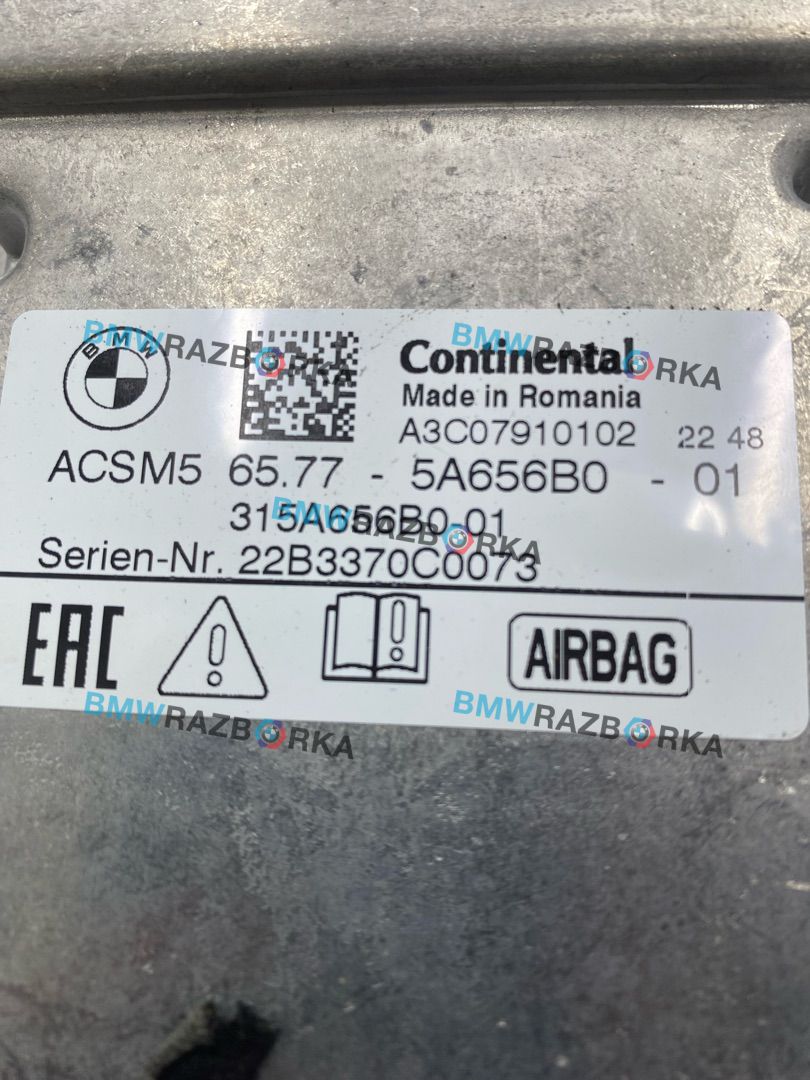 BMW
Continental
Made in Romania
A3C07910102 22 48
ACSM5 65.77 - 5A656B0 - 01
315A656B0-01
Serien-Nr. 22B3370C0073
EAC
AIRBAG
BMWRAZBORKA
BMWRAZBORKA
BMWRAZBORKA
BMWRAZBORKA
BMWRAZBORKA